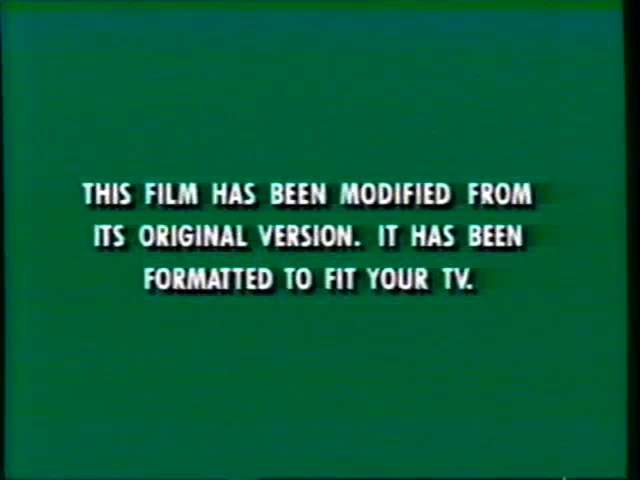 THIS FILM HAS BEEN MODIFIED FROM
ITS ORIGINAL VERSION. IT HAS BEEN
FORMATTED TO FIT YOUR TV.